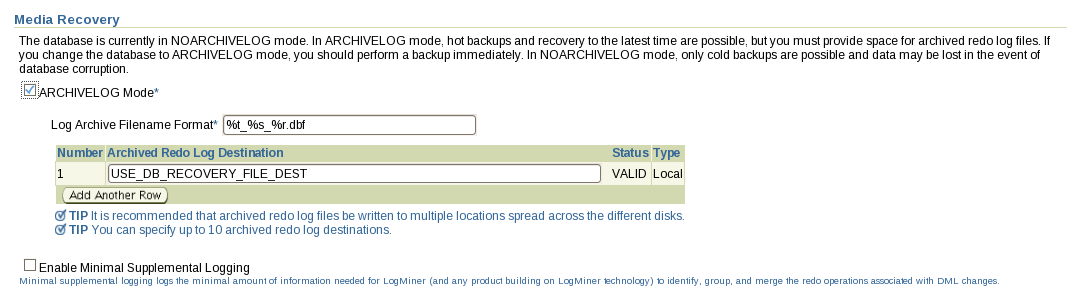 Media Recovery
The database is currently in NOARCHIVELOG mode. In ARCHIVELOG mode, hot backups and recovery to the latest time are possible, but you must provide space for archived redo log files. If
you change the database to ARCHIVELOG mode, you should perform a backup immediately. In NOARCHIVELOG mode, only cold backups are possible and data may be lost in the event of
database corruption.
ARCHIVELOG Mode*
Log Archive Filename Format* %t_%s_%r.dbf
Number Archived Redo Log Destination Status Type
1 USE_DB_RECOVERY_FILE_DEST VALID Local
Add Another Row
TIP It is recommended that archived redo log files be written to multiple locations spread across the different disks.
TIP You can specify up to 10 archived redo log destinations.
Enable Minimal Supplemental Logging
Minimal supplemental logging logs the minimal amount of information needed for LogMiner (and any product building on LogMiner technology) to identify, group, and merge the redo operations associated with DML changes.